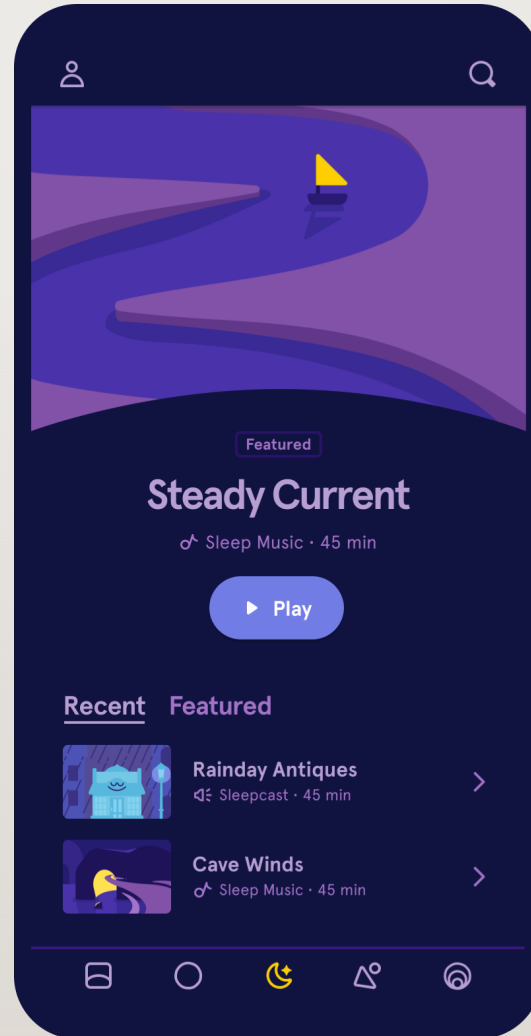 Featured
Steady Current
Sleep Music · 45 min
Play
Recent Featured
Rainday Antiques
Sleepcast · 45 min
Cave Winds
Sleep Music · 45 min